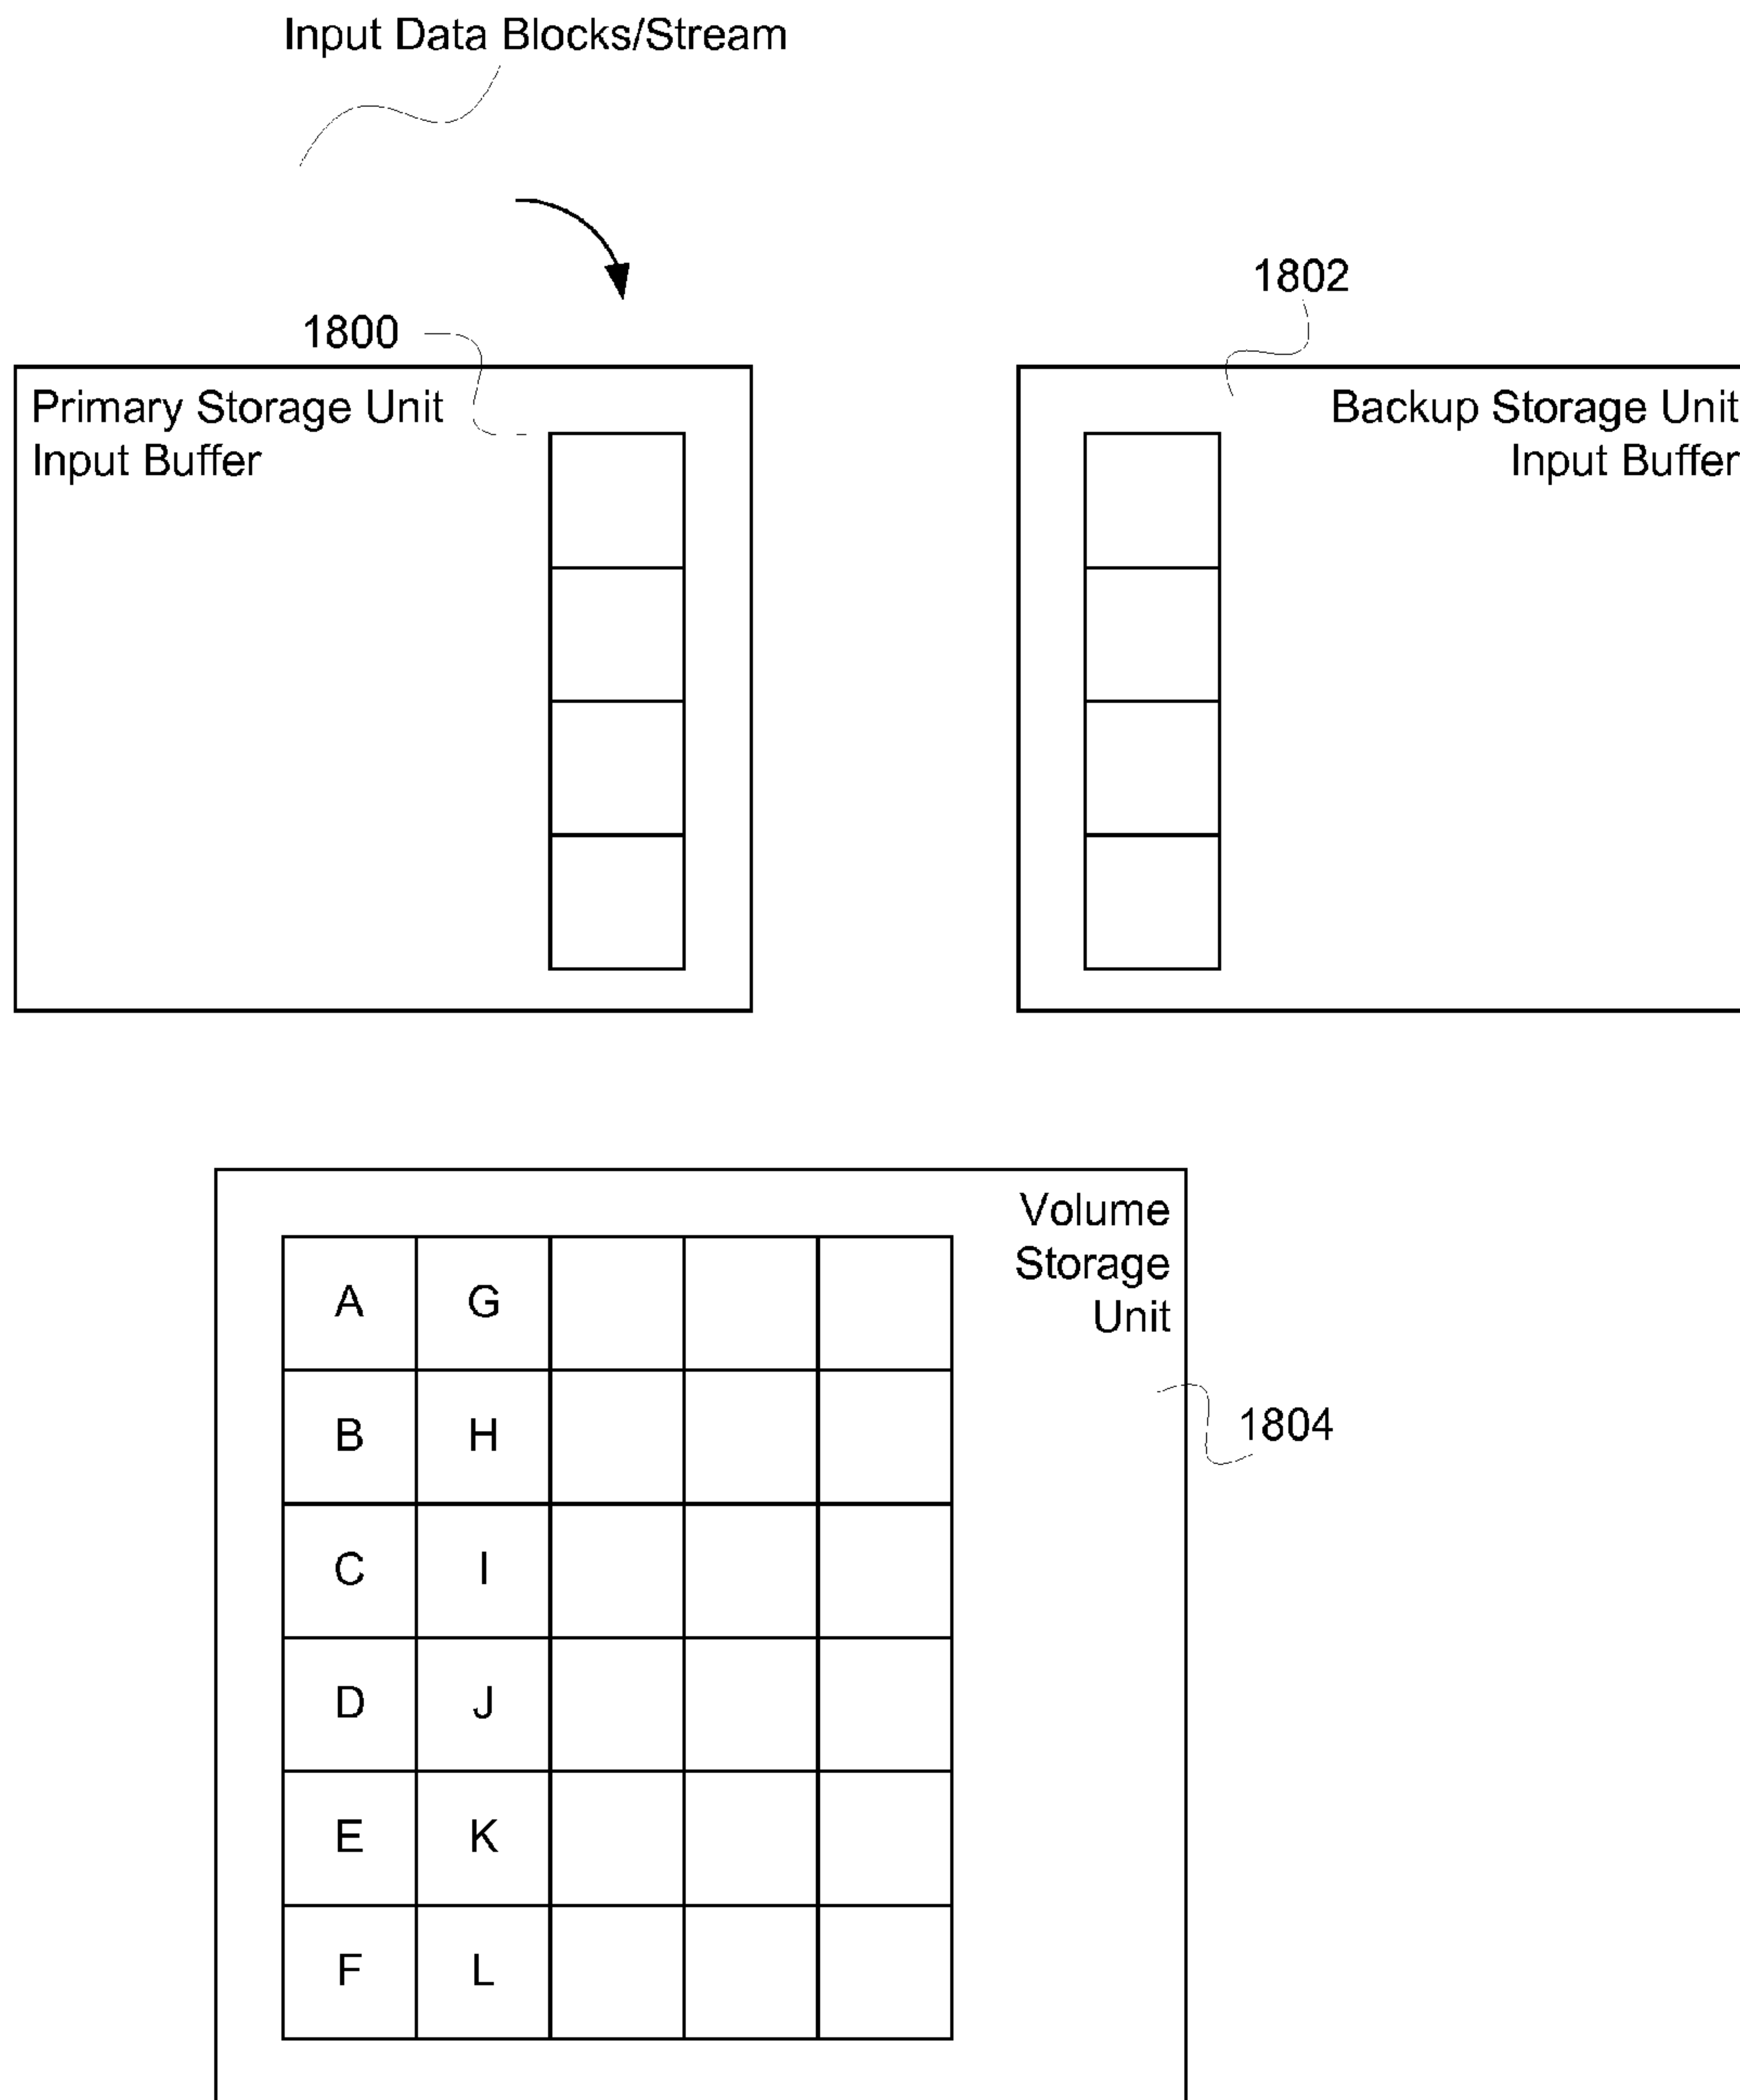 Input Data Blocks/Stream
1800
1802
Primary Storage Unit
Input Buffer
Backup Storage Unit
Input Buffer
Volume
Storage
Unit
1804
A G
B H
C I
D J
E K
F L